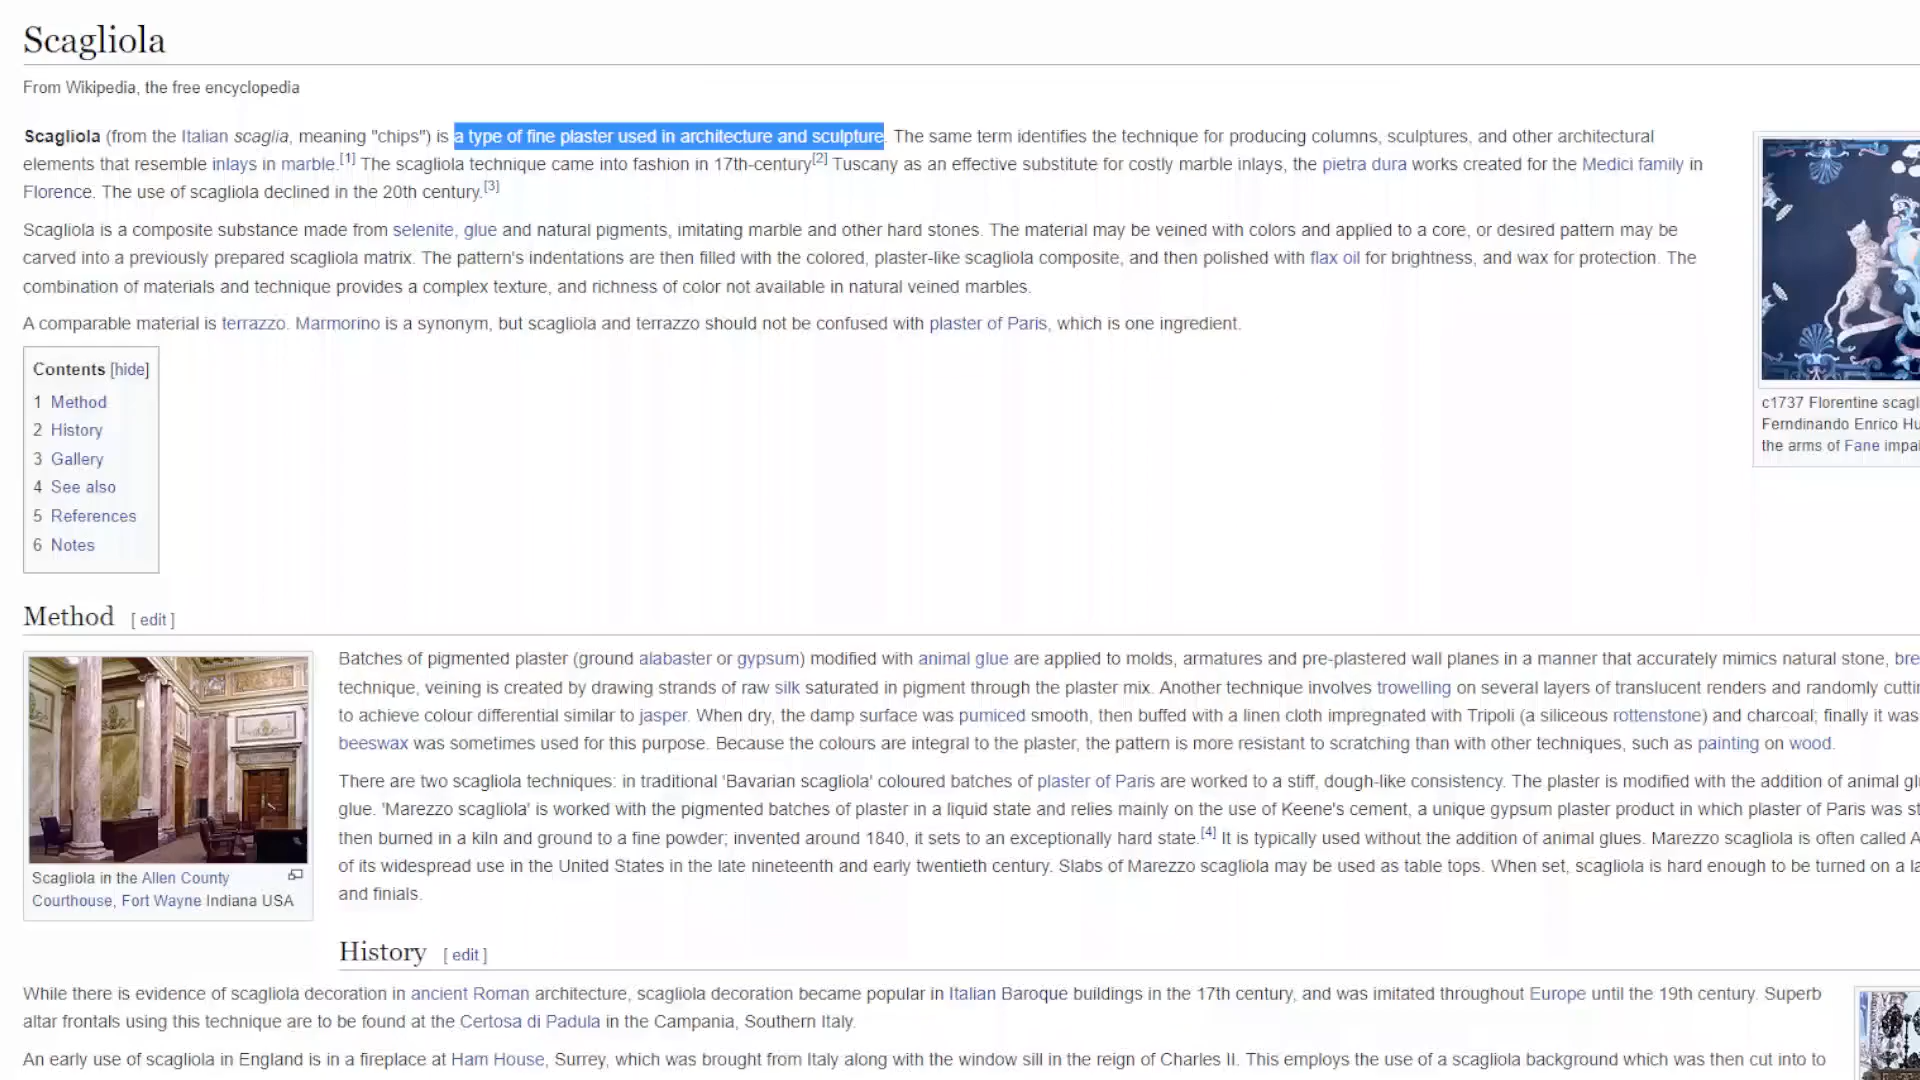 Scagliola
From Wikipedia, the free encyclopedia
Scagliola (from the Italian scaglia, meaning "chips") is a type of fine plaster used in architecture and sculpture. The same term identifies the technique for producing columns, sculptures, and other architectural
elements that resemble inlays in marble.[1] The scagliola technique came into fashion in 17th-century[2] Tuscany as an effective substitute for costly marble inlays, the pietra dura works created for the Medici family in
Florence. The use of scagliola declined in the 20th century.[3]
Scagliola is a composite substance made from selenite, glue and natural pigments, imitating marble and other hard stones. The material may be veined with colors and applied to a core, or desired pattern may be
carved into a previously prepared scagliola matrix. The pattern's indentations are then filled with the colored, plaster-like scagliola composite, and then polished with flax oil for brightness, and wax for protection. The
combination of materials and technique provides a complex texture, and richness of color not available in natural veined marbles.
A comparable material is terrazzo. Marmorino is a synonym, but scagliola and terrazzo should not be confused with plaster of Paris, which is one ingredient.
c1737 Florentine scagl
Ferndinando Enrico Hu
the arms of Fane impa
Contents [hide]
1 Method
2 History
3 Gallery
4 See also
5 References
6 Notes
Method [ edit ]
Scagliola in the Allen County
Courthouse, Fort Wayne Indiana USA
Batches of pigmented plaster (ground alabaster or gypsum) modified with animal glue are applied to molds, armatures and pre-plastered wall planes in a manner that accurately mimics natural stone, bre
technique, veining is created by drawing strands of raw silk saturated in pigment through the plaster mix. Another technique involves trowelling on several layers of translucent renders and randomly cuttin
to achieve colour differential similar to jasper. When dry, the damp surface was pumiced smooth, then buffed with a linen cloth impregnated with Tripoli (a siliceous rottenstone) and charcoal; finally it was
beeswax was sometimes used for this purpose. Because the colours are integral to the plaster, the pattern is more resistant to scratching than with other techniques, such as painting on wood.
There are two scagliola techniques: in traditional 'Bavarian scagliola' coloured batches of plaster of Paris are worked to a stiff, dough-like consistency. The plaster is modified with the addition of animal gl
glue. 'Marezzo scagliola' is worked with the pigmented batches of plaster in a liquid state and relies mainly on the use of Keene's cement, a unique gypsum plaster product in which plaster of Paris was st
then burned in a kiln and ground to a fine powder; invented around 1840, it sets to an exceptionally hard state.[4] It is typically used without the addition of animal glues. Marezzo scagliola is often called A
of its widespread use in the United States in the late nineteenth and early twentieth century. Slabs of Marezzo scagliola may be used as table tops. When set, scagliola is hard enough to be turned on a la
and finials.
History [ edit ]
While there is evidence of scagliola decoration in ancient Roman architecture, scagliola decoration became popular in Italian Baroque buildings in the 17th century, and was imitated throughout Europe until the 19th century. Superb
altar frontals using this technique are to be found at the Certosa di Padula in the Campania, Southern Italy.
An early use of scagliola in England is in a fireplace at Ham House, Surrey, which was brought from Italy along with the window sill in the reign of Charles II. This employs the use of a scagliola background which was then cut into to